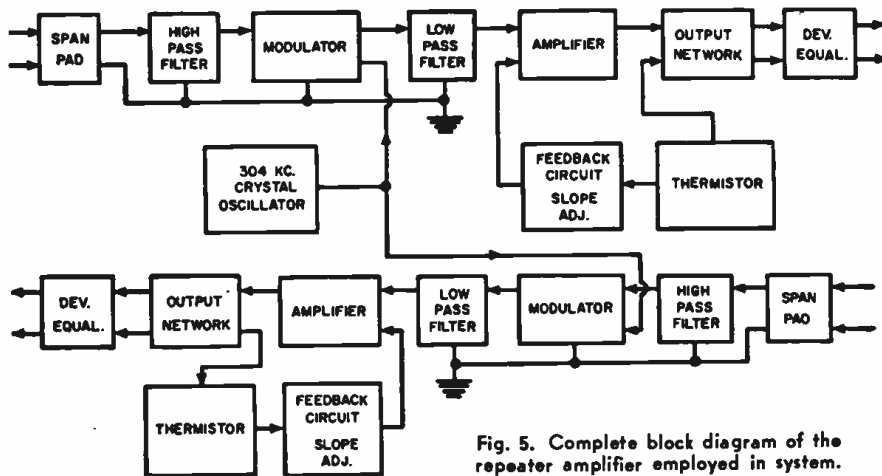 SPAN
PAD
HIGH
PASS
FILTER
MODULATOR
LOW
PASS
FILTER
AMPLIFIER
OUTPUT
NETWORK
DEV.
EQUAL.
304 KC.
CRYSTAL
OSCILLATOR
FEEDBACK
CIRCUIT
SLOPE
ADJ.
THERMISTOR
DEV.
EQUAL.
OUTPUT
NETWORK
AMPLIFIER
LOW
PASS
FILTER
MODULATOR
HIGH
PASS
FILTER
SPAN
PAO
THERMISTOR
FEEDBACK
CIRCUIT
SLOPE
ADJ.
Fig. 5. Complete block diagram of the
repeater amplifier employed in system.